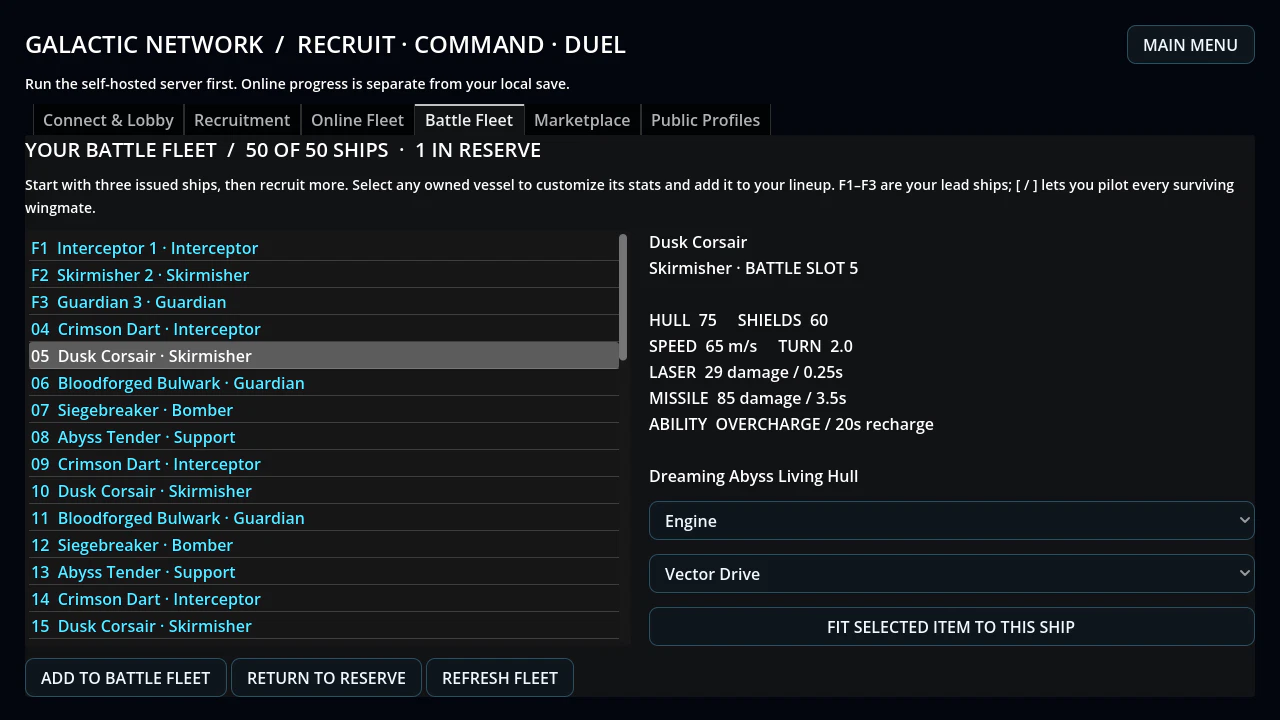 GALACTIC NETWORK / RECRUIT · COMMAND · DUEL
MAIN MENU
Run the self-hosted server first. Online progress is separate from your local save.
Connect & Lobby
Recruitment
Online Fleet
Battle Fleet
Marketplace
Public Profiles
YOUR BATTLE FLEET / 50 OF 50 SHIPS · 1 IN RESERVE
Start with three issued ships, then recruit more. Select any owned vessel to customize its stats and add it to your lineup. F1–F3 are your lead ships; [ / ] lets you pilot every surviving
wingmate.
F1 Interceptor 1 · Interceptor
F2 Skirmisher 2 · Skirmisher
F3 Guardian 3 · Guardian
04 Crimson Dart · Interceptor
05 Dusk Corsair · Skirmisher
06 Bloodforged Bulwark · Guardian
07 Siegebreaker · Bomber
08 Abyss Tender · Support
09 Crimson Dart · Interceptor
10 Dusk Corsair · Skirmisher
11 Bloodforged Bulwark · Guardian
12 Siegebreaker · Bomber
13 Abyss Tender · Support
14 Crimson Dart · Interceptor
15 Dusk Corsair · Skirmisher
Dusk Corsair
Skirmisher · BATTLE SLOT 5
HULL 75 SHIELDS 60
SPEED 65 m/s TURN 2.0
LASER 29 damage / 0.25s
MISSILE 85 damage / 3.5s
ABILITY OVERCHARGE / 20s recharge
Dreaming Abyss Living Hull
Engine
Vector Drive
FIT SELECTED ITEM TO THIS SHIP
ADD TO BATTLE FLEET
RETURN TO RESERVE
REFRESH FLEET